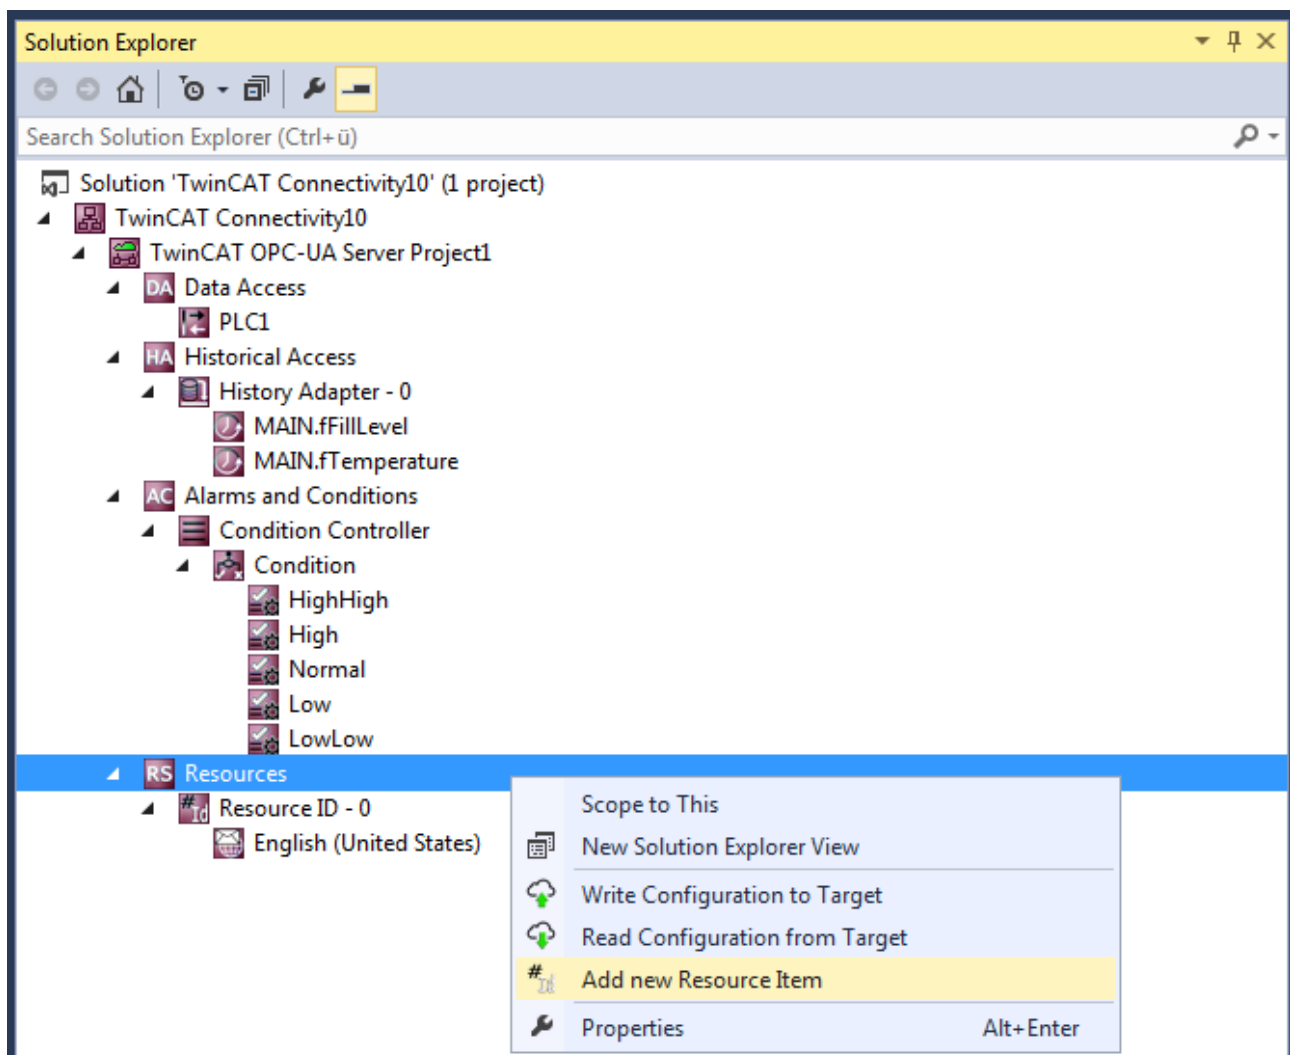 Solution Explorer
Search Solution Explorer (Ctrl+ü)
Solution 'TwinCAT Connectivity10' (1 project)
TwinCAT Connectivity10
TwinCAT OPC-UA Server Project1
DA Data Access
PLC1
HA Historical Access
History Adapter - 0
MAIN.fFillLevel
MAIN.fTemperature
AC Alarms and Conditions
Condition Controller
Condition
HighHigh
High
Normal
Low
LowLow
RS Resources
#Id Resource ID - 0
English (United States)
Scope to This
New Solution Explorer View
Write Configuration to Target
Read Configuration from Target
#Id Add new Resource Item
Properties Alt+Enter